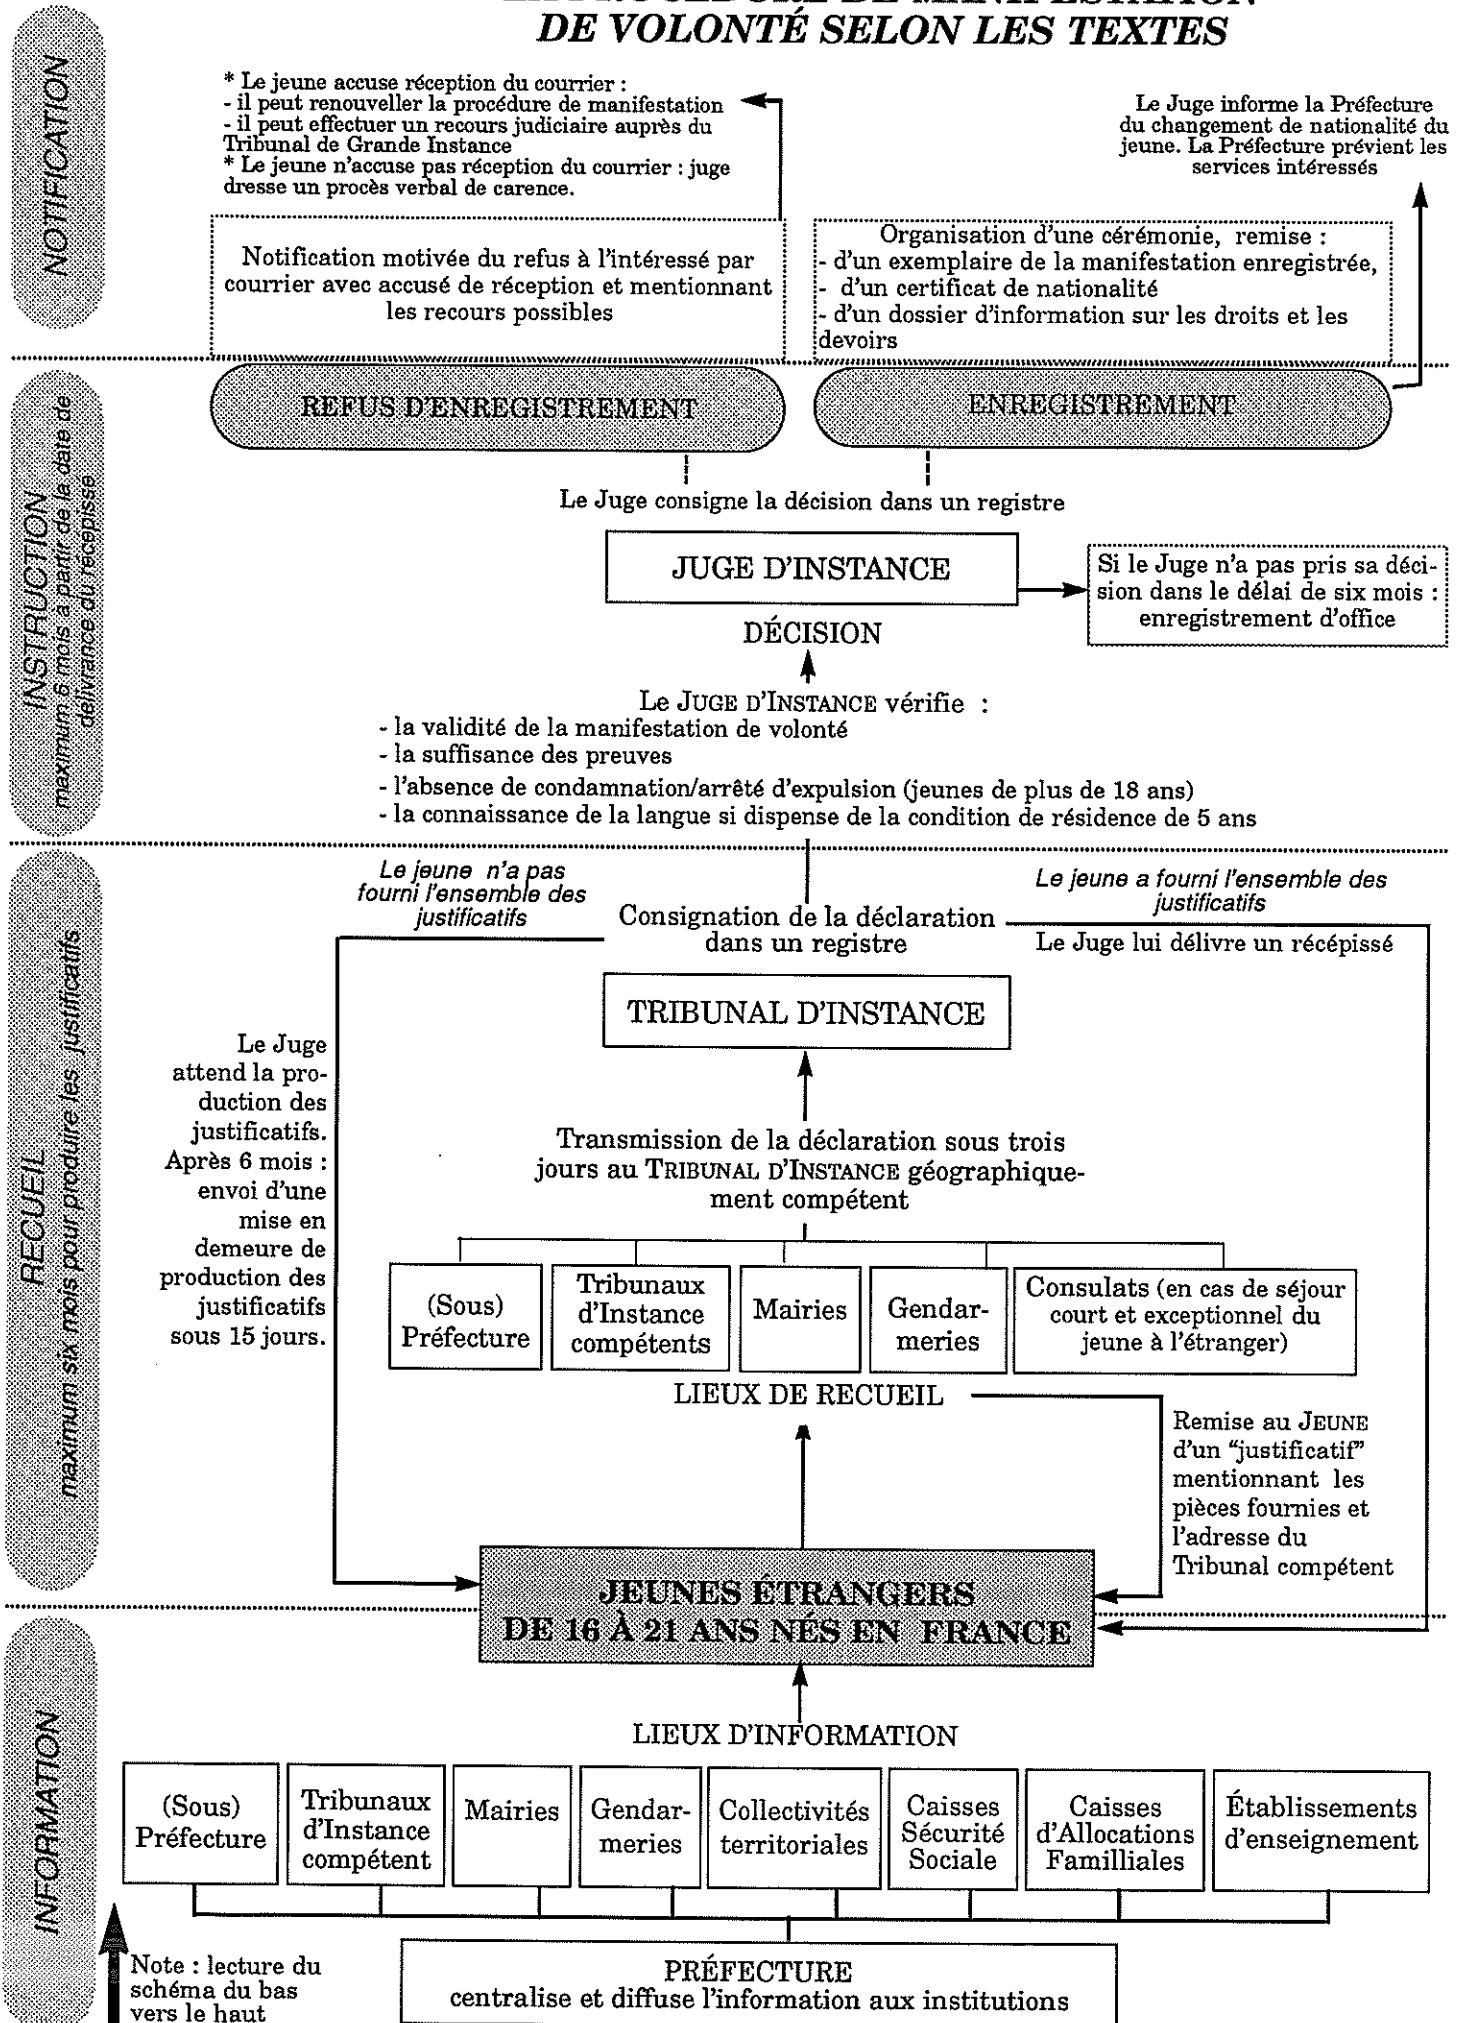 DE VOLONTÉ SELON LES TEXTES
NOTIFICATION
* Le jeune accuse réception du courrier :
- il peut renouveller la procédure de manifestation
- il peut effectuer un recours judiciaire auprès du
Tribunal de Grande Instance
* Le jeune n'accuse pas réception du courrier : juge
dresse un procès verbal de carence.
Le Juge informe la Préfecture
du changement de nationalité du
jeune. La Préfecture prévient les
services intéressés
Notification motivée du refus à l'intéressé par
courrier avec accusé de réception et mentionnant
les recours possibles
Organisation d'une cérémonie, remise :
- d'un exemplaire de la manifestation enregistrée,
- d'un certificat de nationalité
- d'un dossier d'information sur les droits et les
devoirs
INSTRUCTION
maximum 6 mois à partir de la date de
délivrance du récépisse
REFUS D'ENREGISTREMENT
ENREGISTREMENT
Le Juge consigne la décision dans un registre
JUGE D'INSTANCE
Si le Juge n'a pas pris sa déci-
sion dans le délai de six mois :
enregistrement d'office
DÉCISION
Le JUGE D'INSTANCE vérifie :
- la validité de la manifestation de volonté
- la suffisance des preuves
- l'absence de condamnation/arrêté d'expulsion (jeunes de plus de 18 ans)
- la connaissance de la langue si dispense de la condition de résidence de 5 ans
RECUEIL
maximum six mois pour produire les justificatifs
Le jeune n'a pas
fourni l'ensemble des
justificatifs
Consignation de la déclaration
dans un registre
Le jeune a fourni l'ensemble des
justificatifs
Le Juge lui délivre un récépissé
TRIBUNAL D'INSTANCE
Le Juge
attend la pro-
duction des
justificatifs.
Après 6 mois :
envoi d'une
mise en
demeure de
production des
justificatifs
sous 15 jours.
Transmission de la déclaration sous trois
jours au TRIBUNAL D'INSTANCE géographique-
ment compétent
(Sous)
Préfecture
Tribunaux
d'Instance
compétents
Mairies
Gendar-
meries
Consulats (en cas de séjour
court et exceptionnel du
jeune à l'étranger)
LIEUX DE RECUEIL
Remise au JEUNE
d'un "justificatif"
mentionnant les
pièces fournies et
l'adresse du
Tribunal compétent
JEUNES ÉTRANGERS
DE 16 À 21 ANS NÉS EN FRANCE
INFORMATION
LIEUX D'INFORMATION
(Sous)
Préfecture
Tribunaux
d'Instance
compétent
Mairies
Gendar-
meries
Collectivités
territoriales
Caisses
Sécurité
Sociale
Caisses
d'Allocations
Familliales
Établissements
d'enseignement
Note : lecture du
schéma du bas
vers le haut
PRÉFECTURE
centralise et diffuse l'information aux institutions